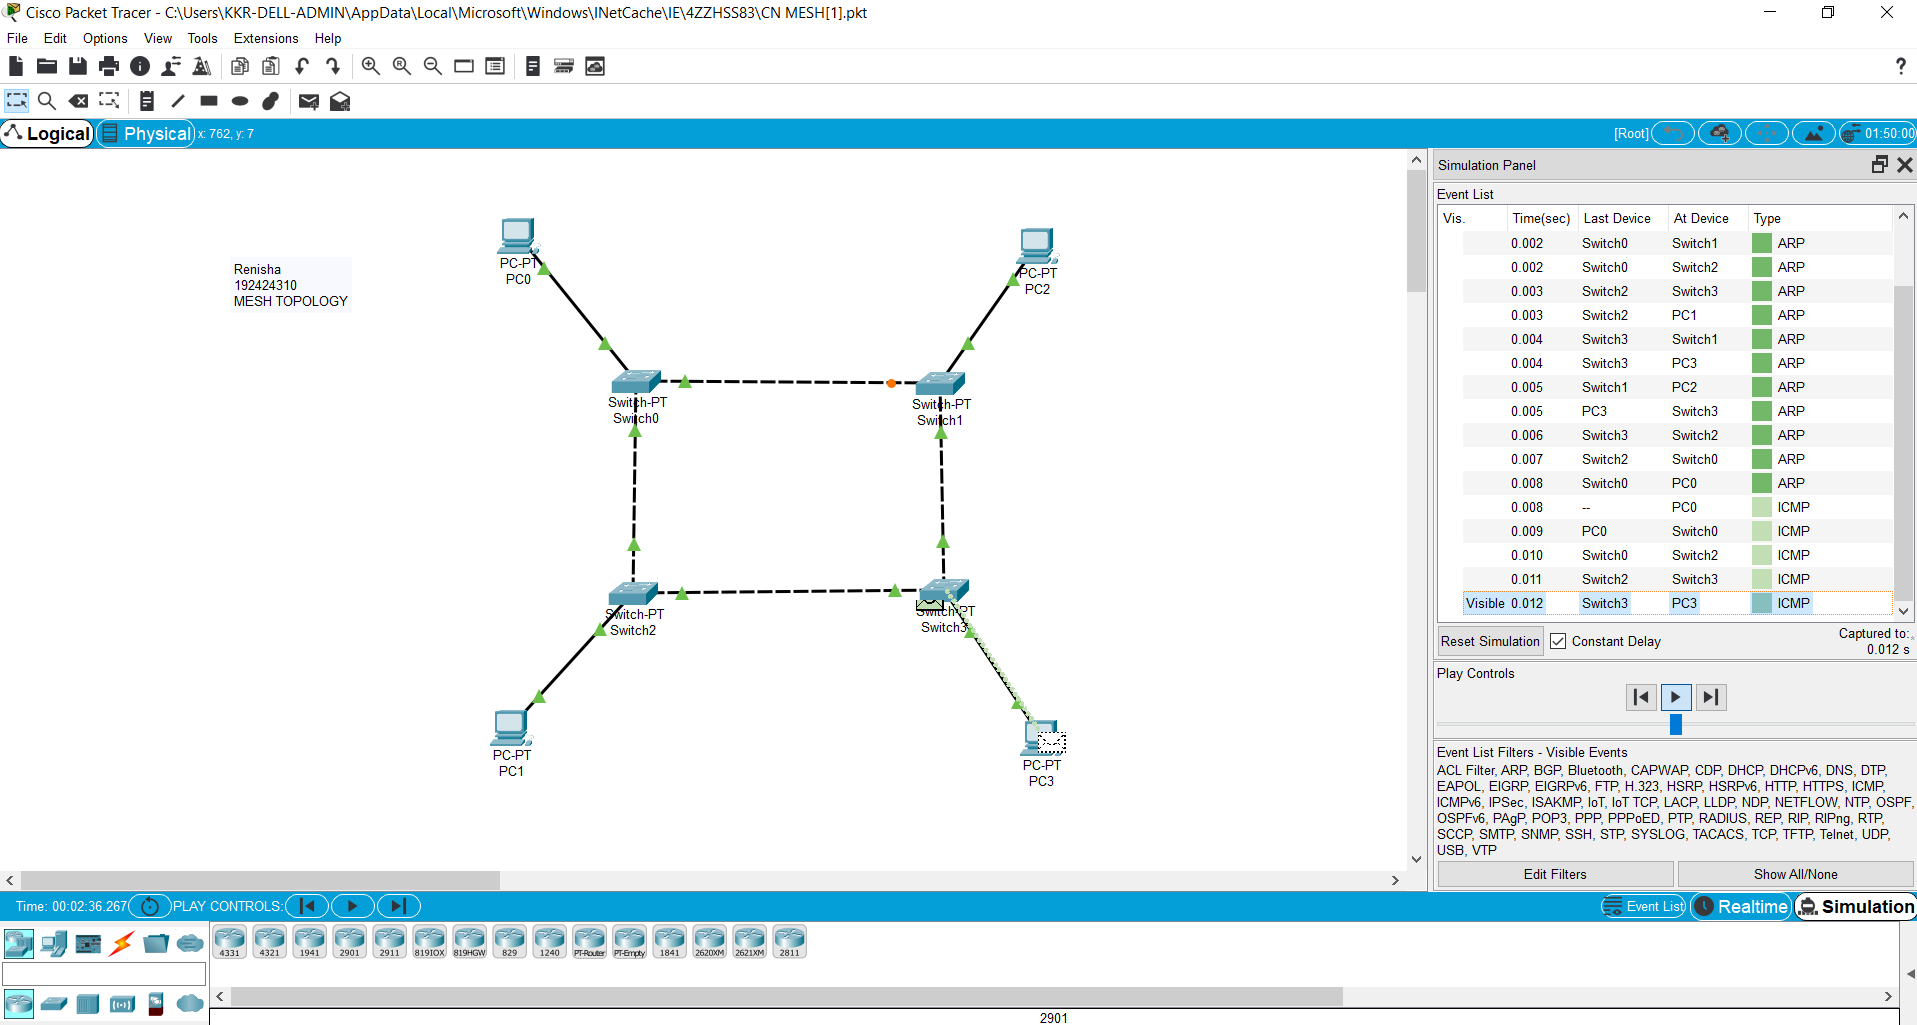 Cisco Packet Tracer - C:\Users\KKR-DELL-ADMIN\AppData\Local\Microsoft\Windows\INetCache\IE\4ZZHSS83\CN MESH[1].pkt
File Edit Options View Tools Extensions Help
Logical Physical x: 762, y: 7 [Root] 01:50:00
Renisha
192424310
MESH TOPOLOGY
PC-PT
PC0
PC-PT
PC2
Switch-PT
Switch0
Switch-PT
Switch1
Switch-PT
Switch2
Switch-PT
Switch3
PC-PT
PC1
PC-PT
PC3
Simulation Panel
Event List
Vis. Time(sec) Last Device At Device Type
0.002 Switch0 Switch1 ARP
0.002 Switch0 Switch2 ARP
0.003 Switch2 Switch3 ARP
0.003 Switch2 PC1 ARP
0.004 Switch3 Switch1 ARP
0.004 Switch3 PC3 ARP
0.005 Switch1 PC2 ARP
0.005 PC3 Switch3 ARP
0.006 Switch3 Switch2 ARP
0.007 Switch2 Switch0 ARP
0.008 Switch0 PC0 ARP
0.008 -- PC0 ICMP
0.009 PC0 Switch0 ICMP
0.010 Switch0 Switch2 ICMP
0.011 Switch2 Switch3 ICMP
Visible 0.012 Switch3 PC3 ICMP
Reset Simulation Constant Delay Captured to:
0.012 s
Play Controls
Event List Filters - Visible Events
ACL Filter, ARP, BGP, Bluetooth, CAPWAP, CDP, DHCP, DHCPv6, DNS, DTP,
EAPOL, EIGRP, EIGRPv6, FTP, H.323, HSRP, HSRPv6, HTTP, HTTPS, ICMP,
ICMPv6, IPSec, ISAKMP, IoT, IoT TCP, LACP, LLDP, NDP, NETFLOW, NTP, OSPF,
OSPFv6, PAgP, POP3, PPP, PPPoED, PTP, RADIUS, REP, RIP, RIPng, RTP,
SCCP, SMTP, SNMP, SSH, STP, SYSLOG, TACACS, TCP, TFTP, Telnet, UDP,
USB, VTP
Edit Filters Show All/None
Time: 00:02:36.267 PLAY CONTROLS: Event List Realtime Simulation
4331 4321 1941 2901 2911 819IOX 819HGW 829 1240 PT-Router PT-Empty 1841 2620XM 2621XM 2811
2901